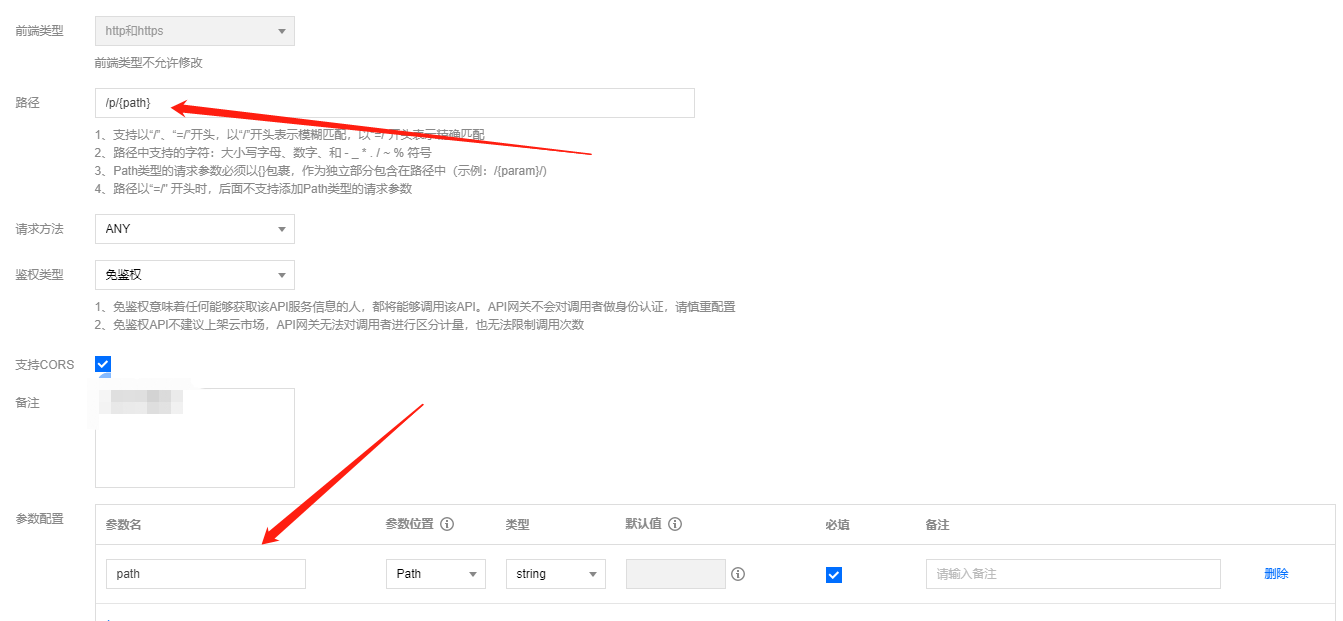 前端类型 http和https
前端类型不允许修改
路径 /p/{path}
1、支持以“/”、“=/”开头，以“/”开头表示模糊匹配，以“=/”开头表示精确匹配
2、路径中支持的字符：大小写字母、数字、和 - _ * . / ~ % 符号
3、Path类型的请求参数必须以{}包裹，作为独立部分包含在路径中（示例：/{param}/)
4、路径以“=/” 开头时，后面不支持添加Path类型的请求参数
请求方法 ANY
鉴权类型 免鉴权
1、免鉴权意味着任何能够获取该API服务信息的人，都将能够调用该API。API网关不会对调用者做身份认证，请慎重配置
2、免鉴权API不建议上架云市场，API网关无法对调用者进行区分计量，也无法限制调用次数
支持CORS
备注
参数配置 参数名 参数位置 类型 默认值 必填 备注
path Path string 请输入备注 删除